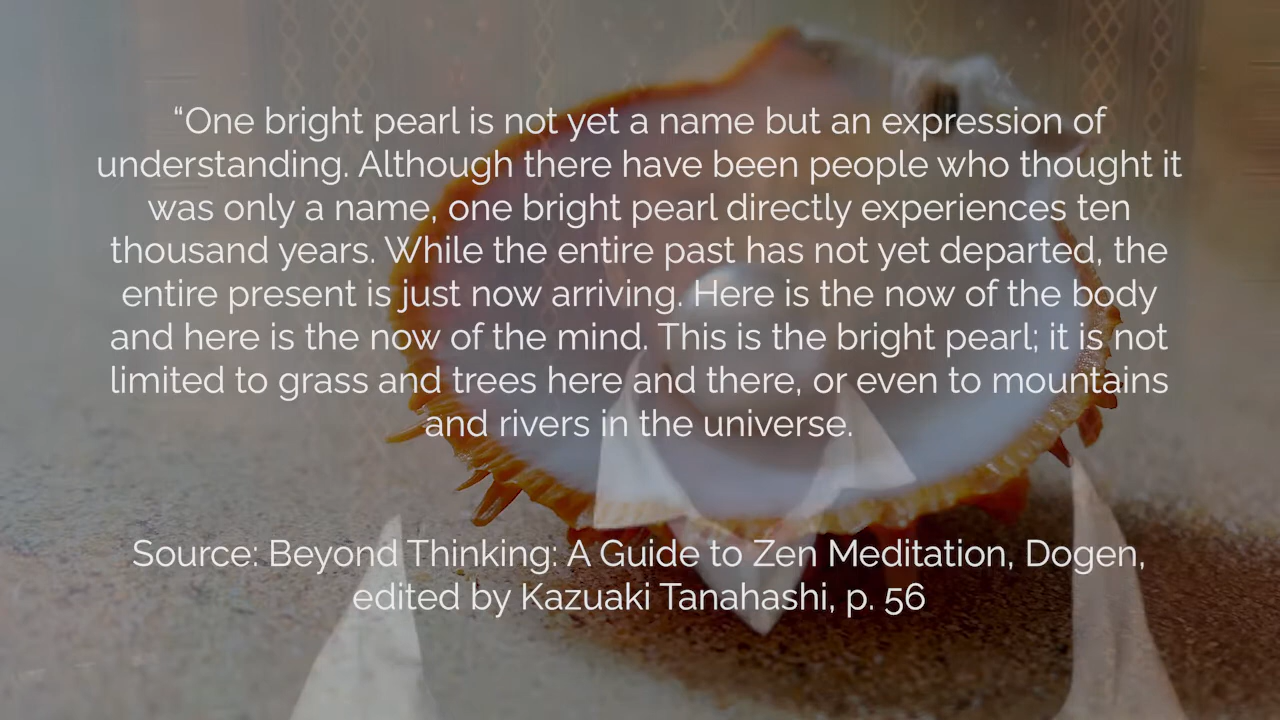 “One bright pearl is not yet a name but an expression of
understanding. Although there have been people who thought it
was only a name, one bright pearl directly experiences ten
thousand years. While the entire past has not yet departed, the
entire present is just now arriving. Here is the now of the body
and here is the now of the mind. This is the bright pearl; it is not
limited to grass and trees here and there, or even to mountains
and rivers in the universe.
Source: Beyond Thinking: A Guide to Zen Meditation, Dogen,
edited by Kazuaki Tanahashi, p. 56